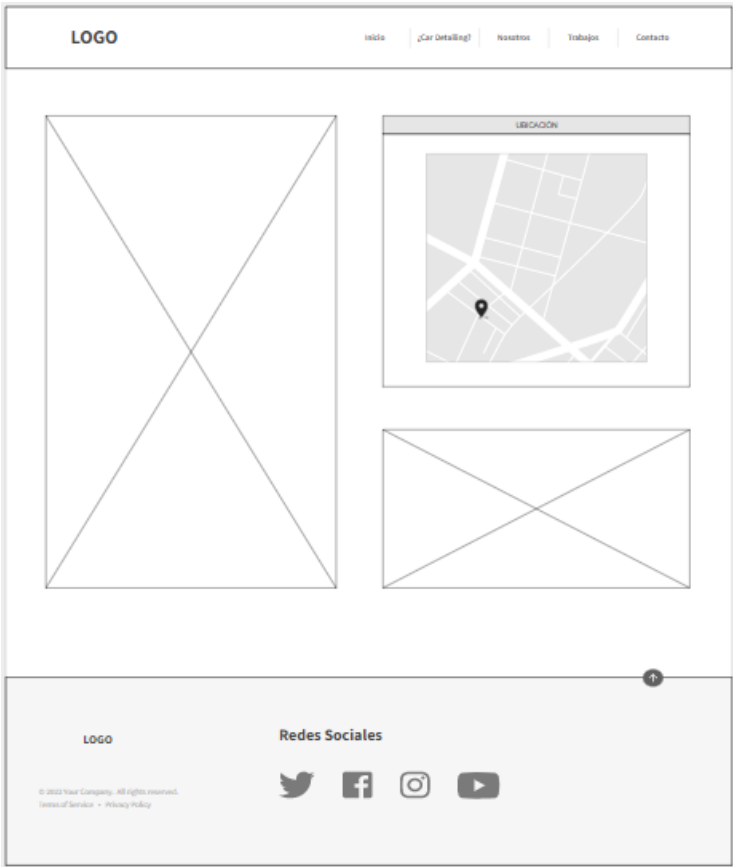 LOGO
Inicio
¿Car Detailing?
Nosotros
Trabajos
Contacto
UBICACIÓN
LOGO
Redes Sociales
© 2022 Your Company. All rights reserved.
Terms of Service • Privacy Policy